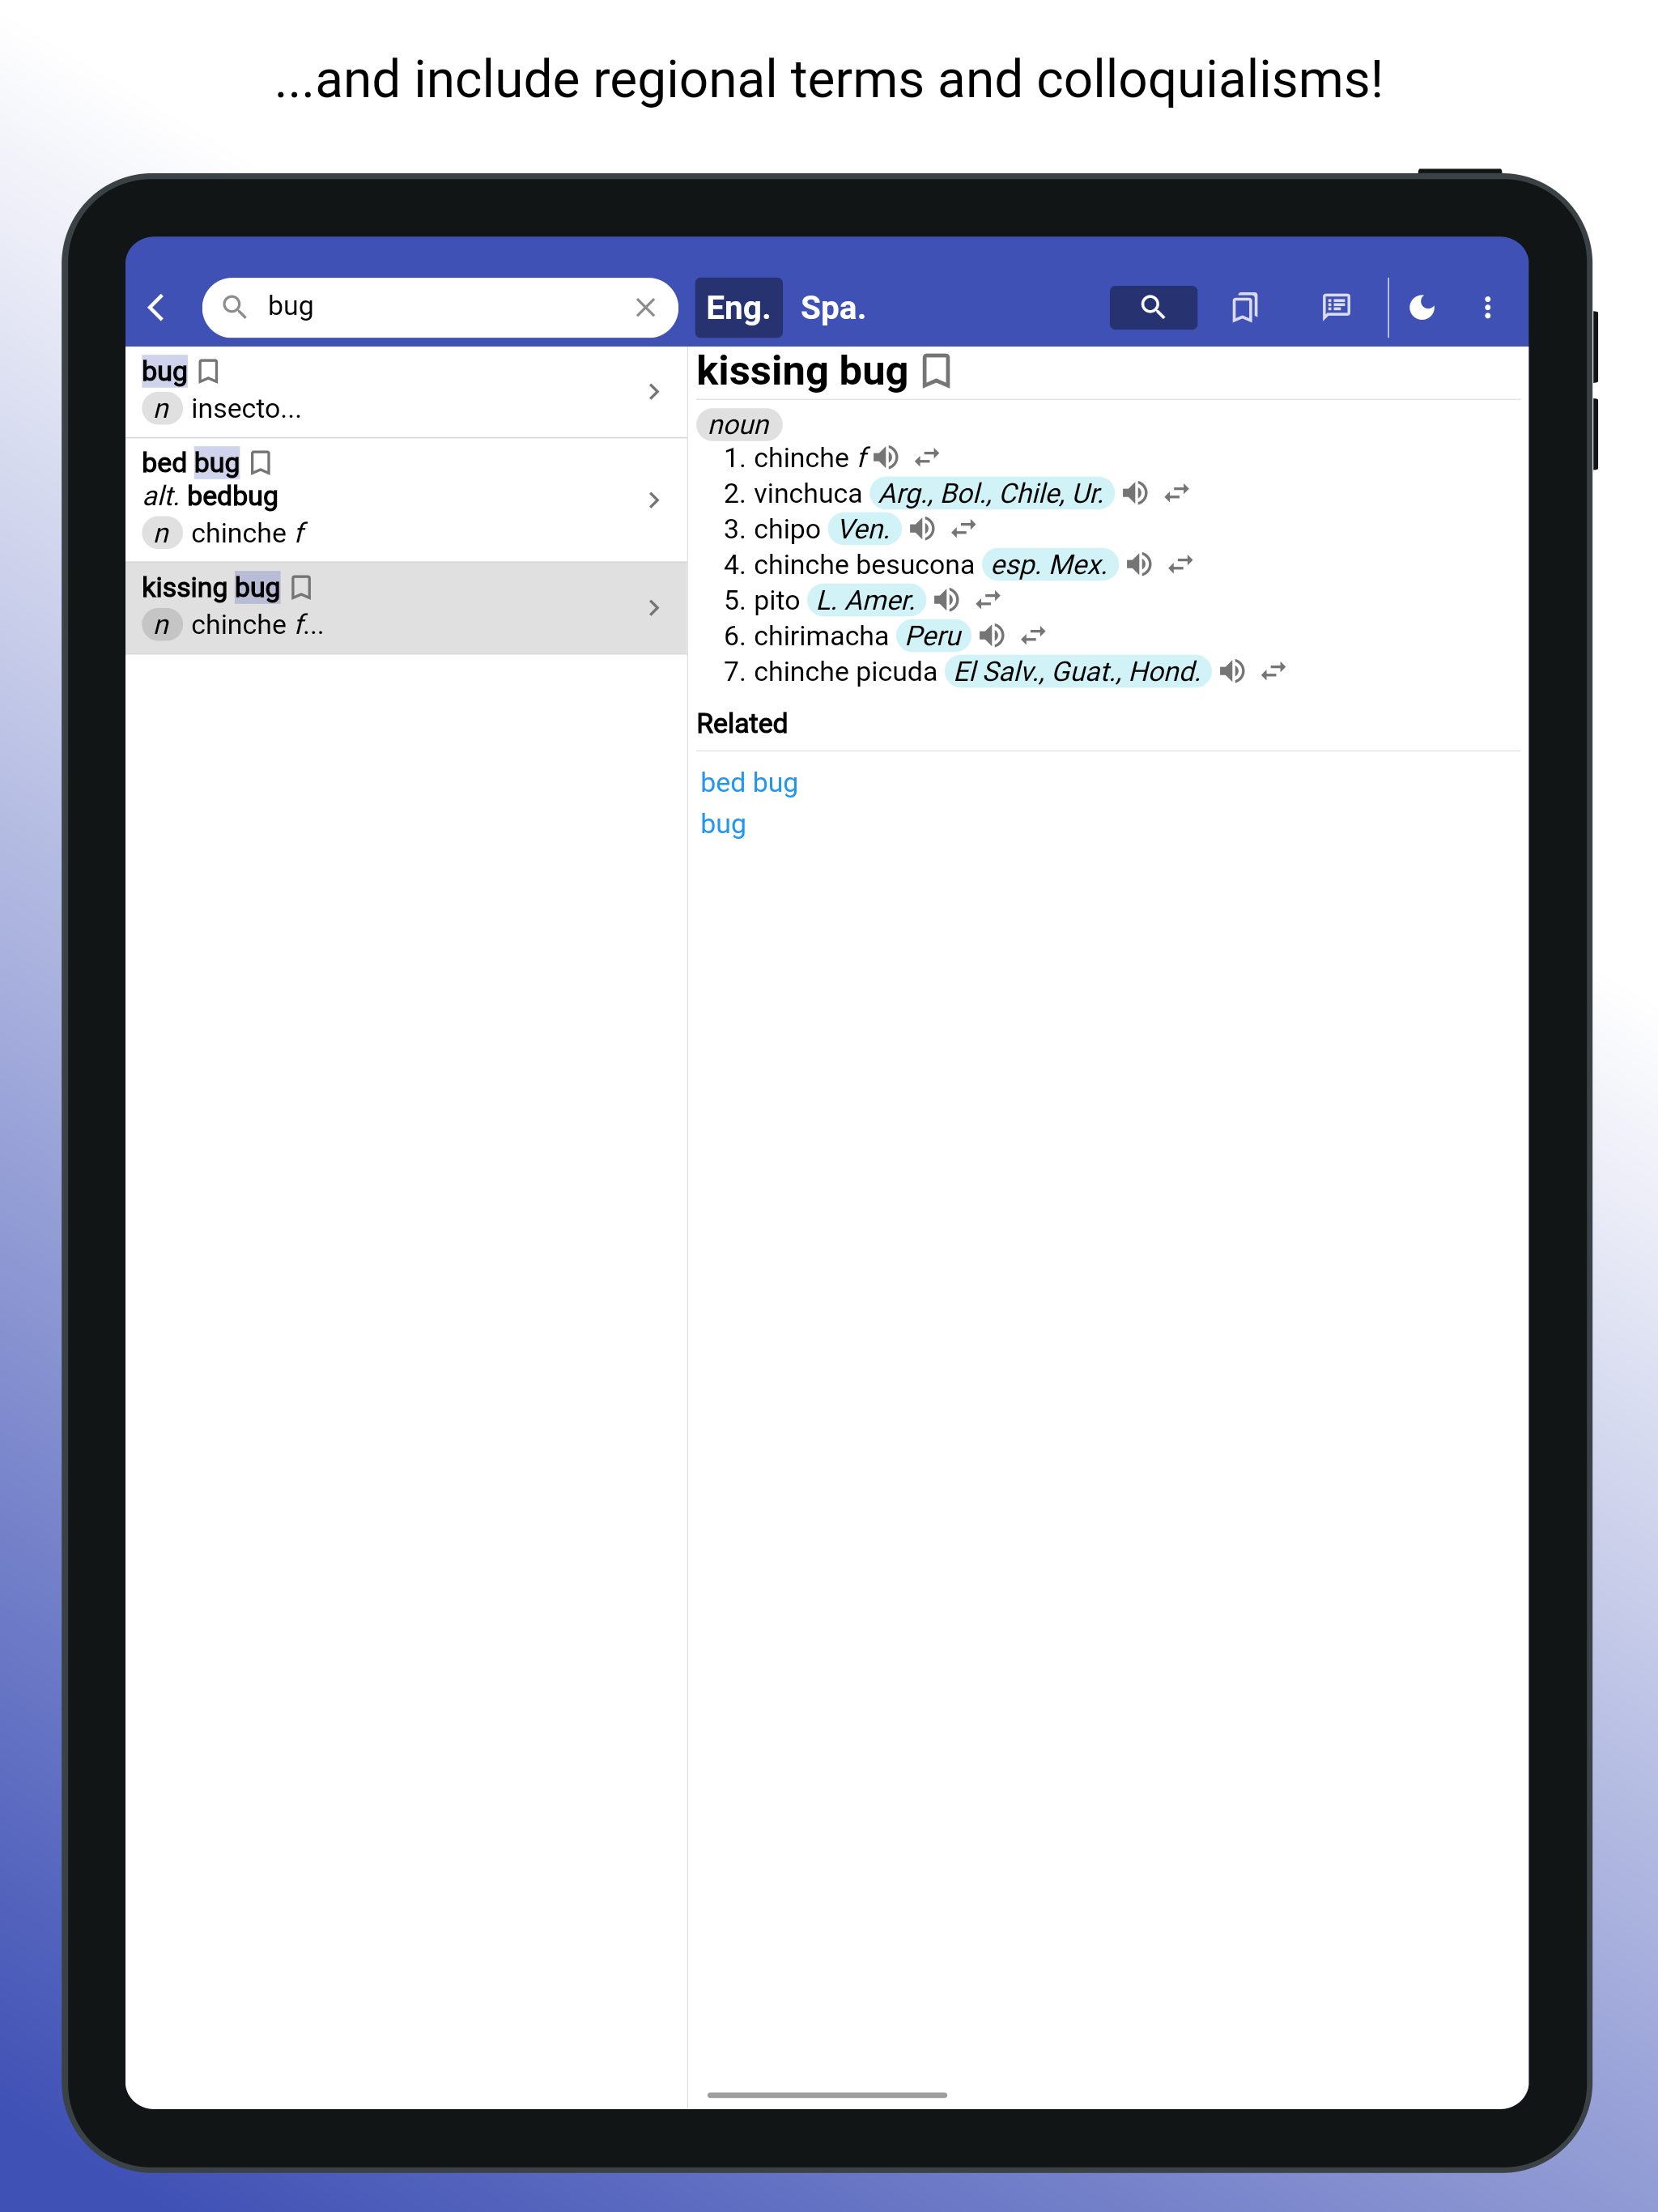 ...and include regional terms and colloquialisms!
bug
Eng.
Spa.
bug
n insecto...
bed bug
alt. bedbug
n chinche f
kissing bug
n chinche f...
kissing bug
noun
1. chinche f
2. vinchuca Arg., Bol., Chile, Ur.
3. chipo Ven.
4. chinche besucona esp. Mex.
5. pito L. Amer.
6. chirimacha Peru
7. chinche picuda El Salv., Guat., Hond.
Related
bed bug
bug